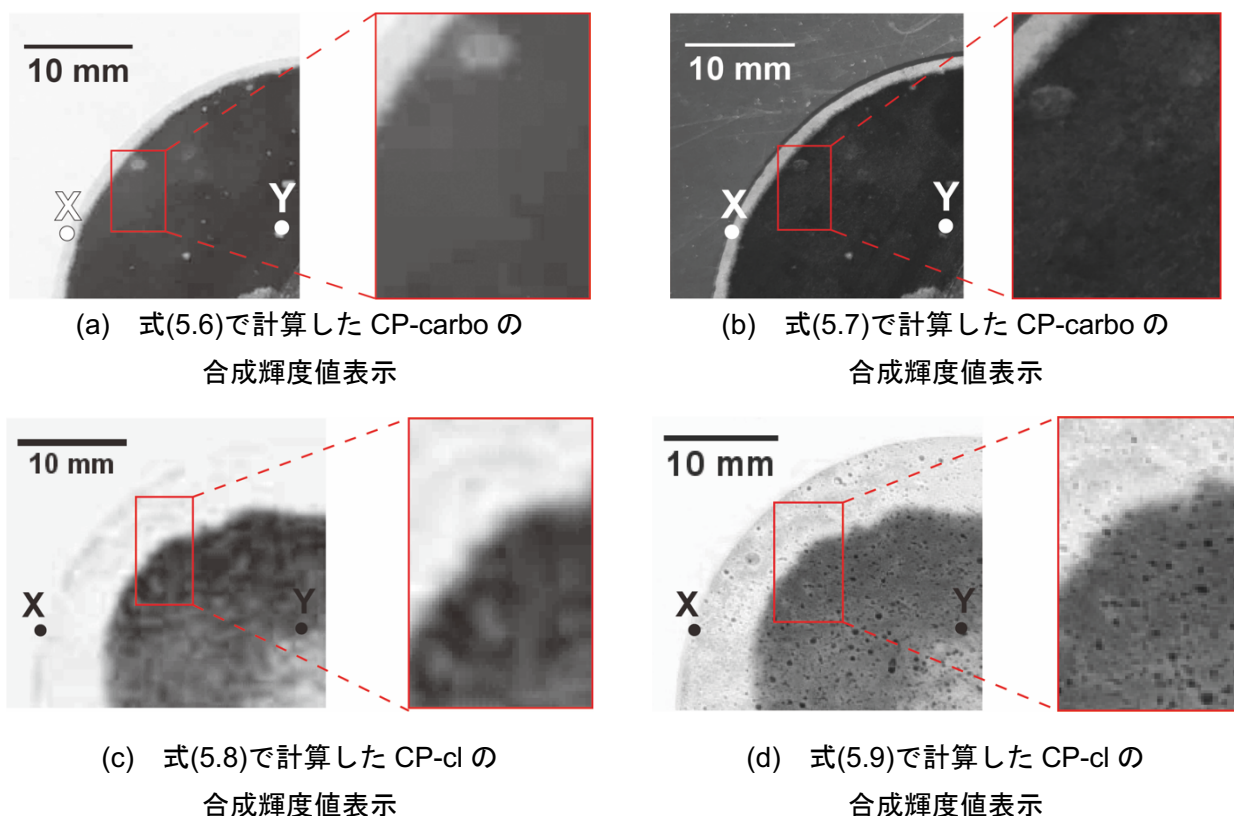 10 mm
X
Y
(a) 式(5.6)で計算した CP-carbo の
合成輝度値表示
10 mm
X
Y
(b) 式(5.7)で計算した CP-carbo の
合成輝度値表示
10 mm
X
Y
(c) 式(5.8)で計算した CP-cl の
合成輝度値表示
10 mm
X
Y
(d) 式(5.9)で計算した CP-cl の
合成輝度値表示